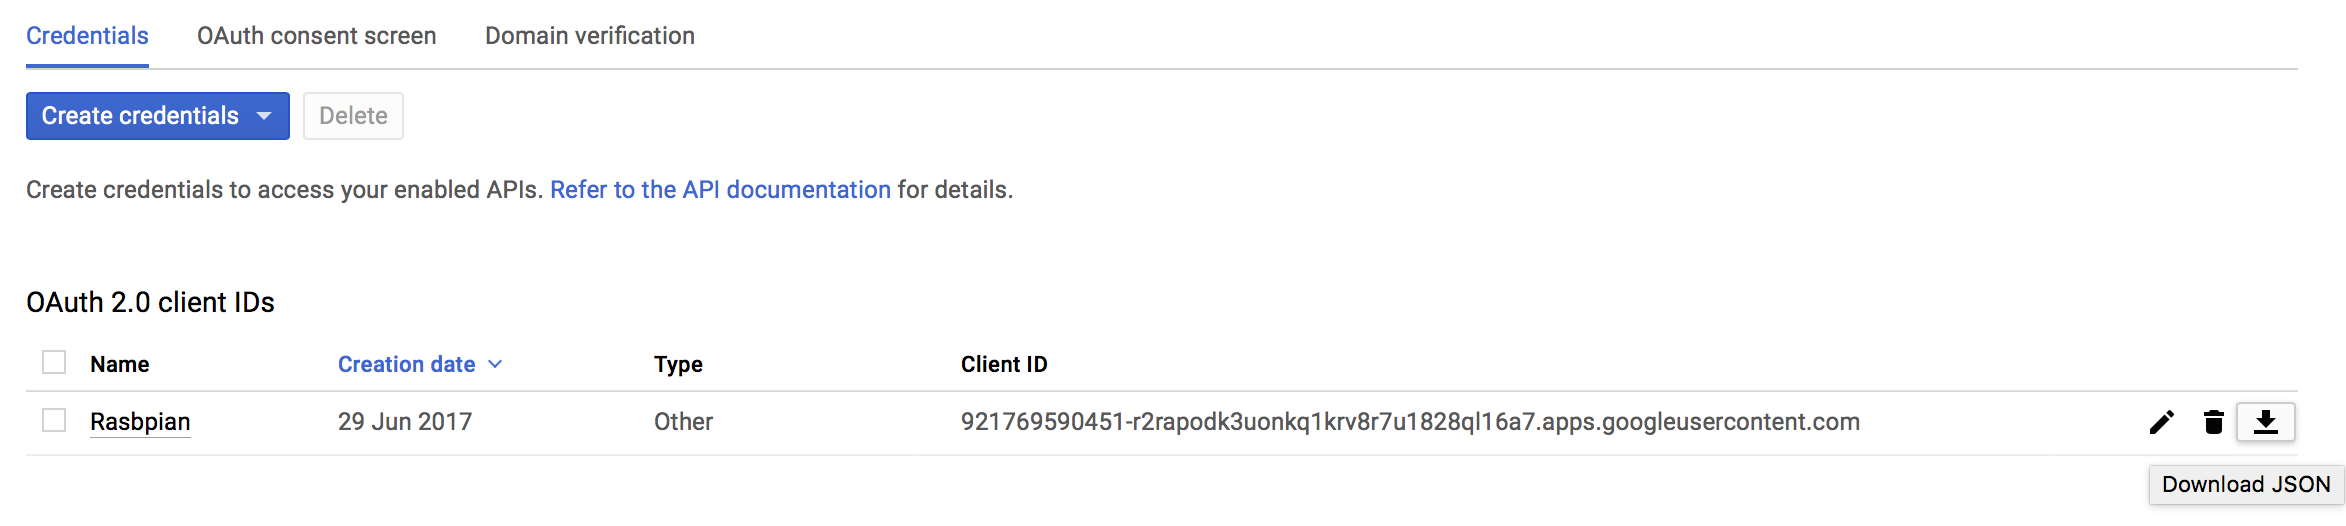 Credentials OAuth consent screen Domain verification
Create credentials Delete
Create credentials to access your enabled APIs. Refer to the API documentation for details.
OAuth 2.0 client IDs
Name Creation date Type Client ID
Rasbpian 29 Jun 2017 Other 921769590451-r2rapodk3uonkq1krv8r7u1828ql16a7.apps.googleusercontent.com
Download JSON